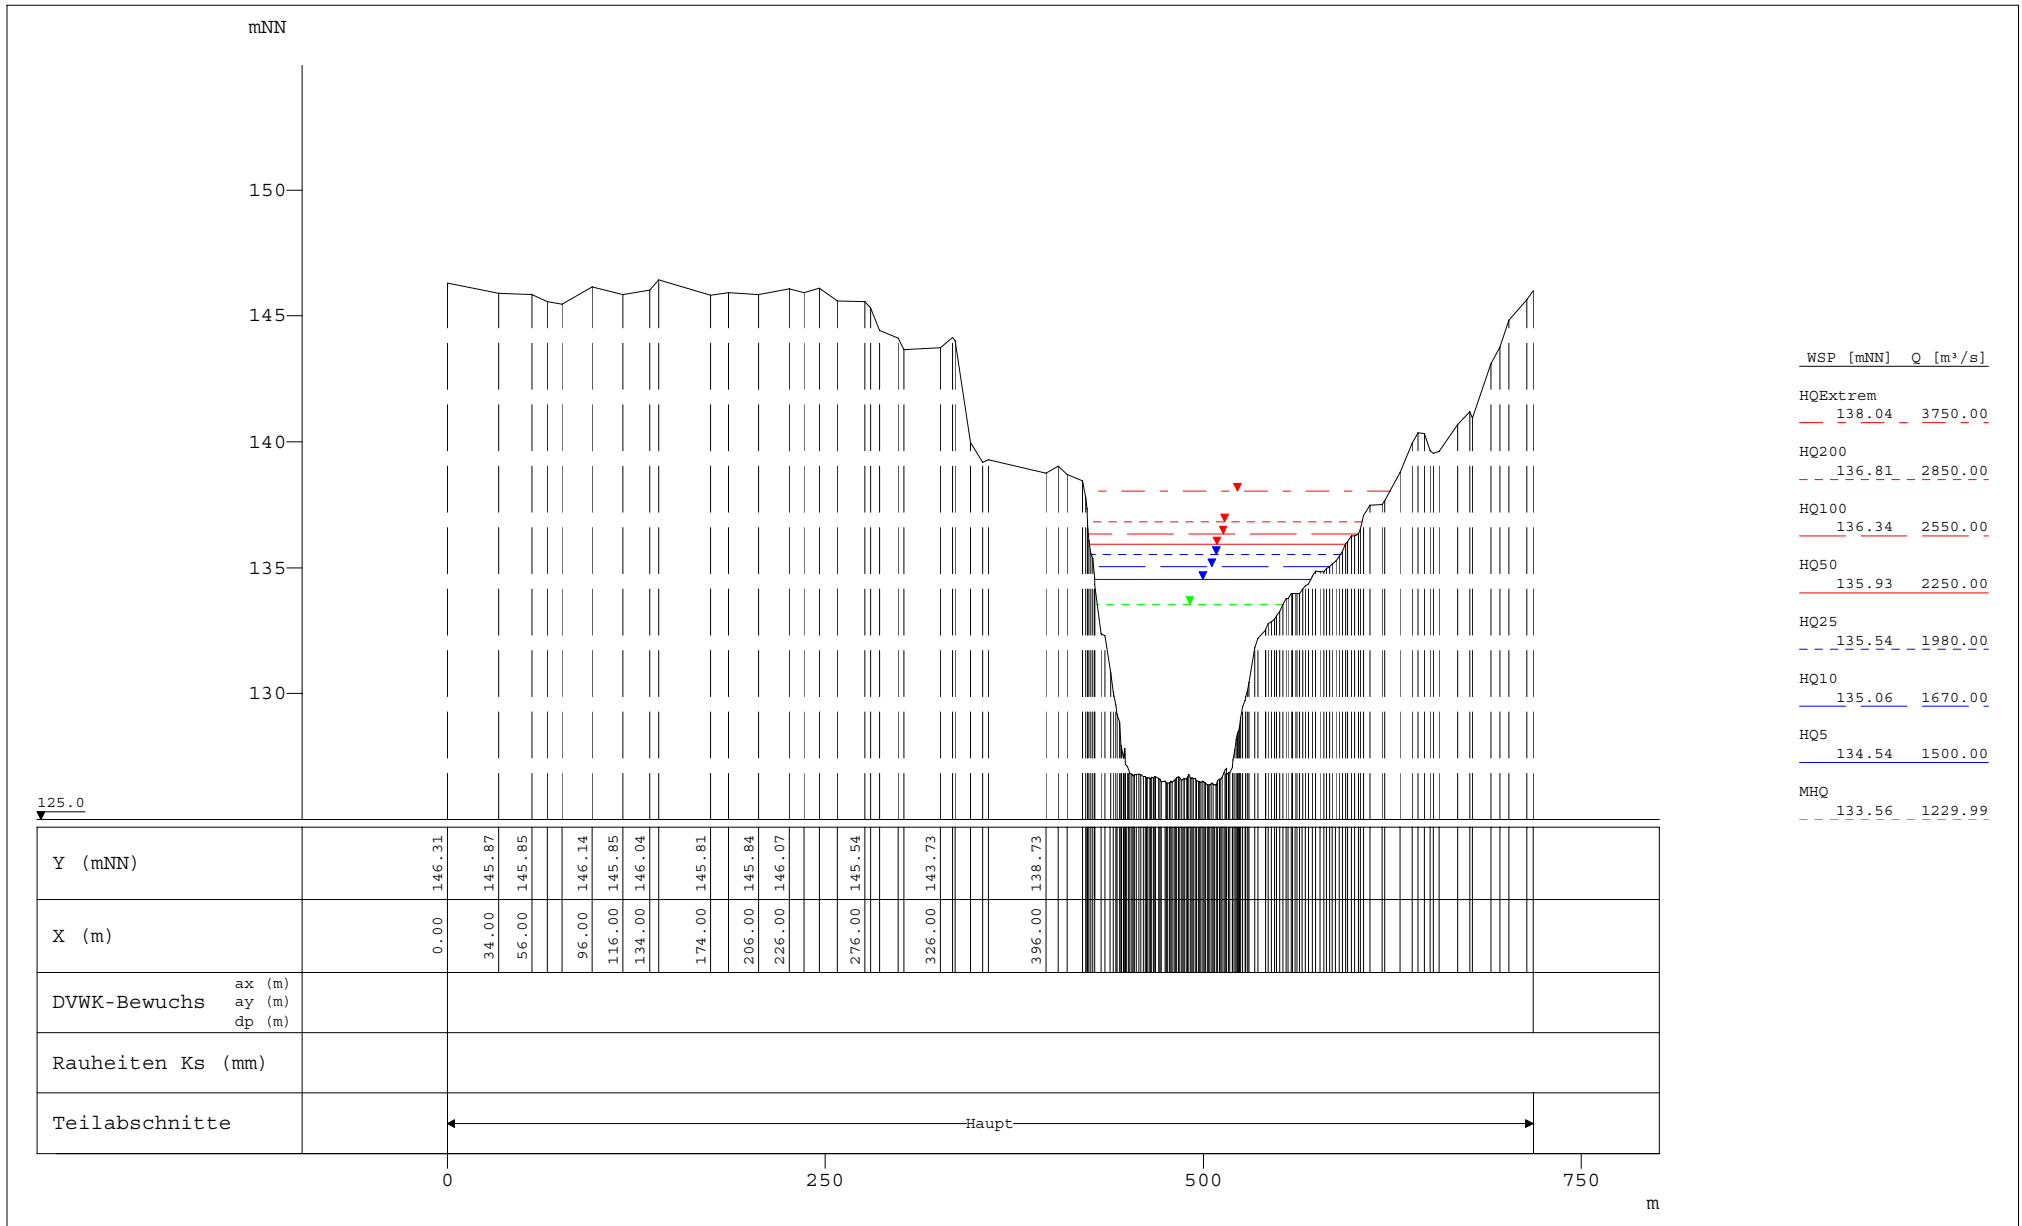 mNN
150
145
140
135
130
125.0
WSP [mNN] Q [m³/s]
HQExtrem
138.04 3750.00
HQ200
136.81 2850.00
HQ100
136.34 2550.00
HQ50
135.93 2250.00
HQ25
135.54 1980.00
HQ10
135.06 1670.00
HQ5
134.54 1500.00
MHQ
133.56 1229.99
Y (mNN) 146.31 145.87 145.85 146.14 145.85 146.04 145.81 145.84 146.07 145.54 143.73 138.73
X (m) 0.00 34.00 56.00 96.00 116.00 134.00 174.00 206.00 226.00 276.00 326.00 396.00
DVWK-Bewuchs
ax (m)
ay (m)
dp (m)
Rauheiten Ks (mm)
Teilabschnitte Haupt
0 250 500 750
m